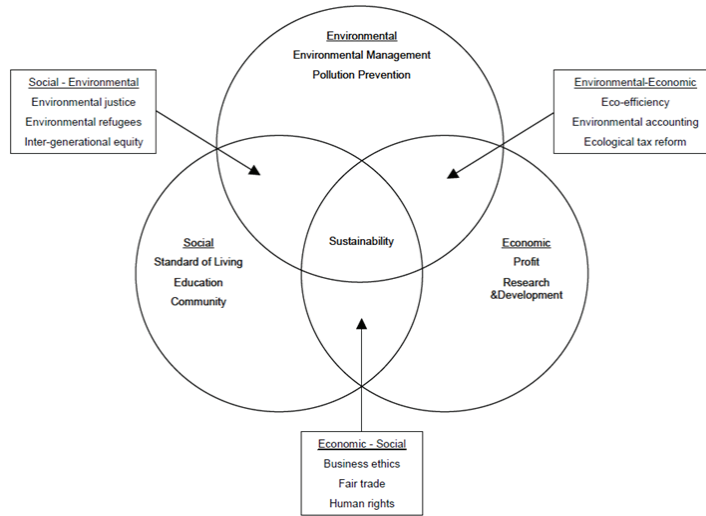 Environmental
Environmental Management
Pollution Prevention
Social - Environmental
Environmental justice
Environmental refugees
Inter-generational equity
Environmental-Economic
Eco-efficiency
Environmental accounting
Ecological tax reform
Social
Standard of Living
Education
Community
Sustainability
Economic
Profit
Research
&Development
Economic - Social
Business ethics
Fair trade
Human rights